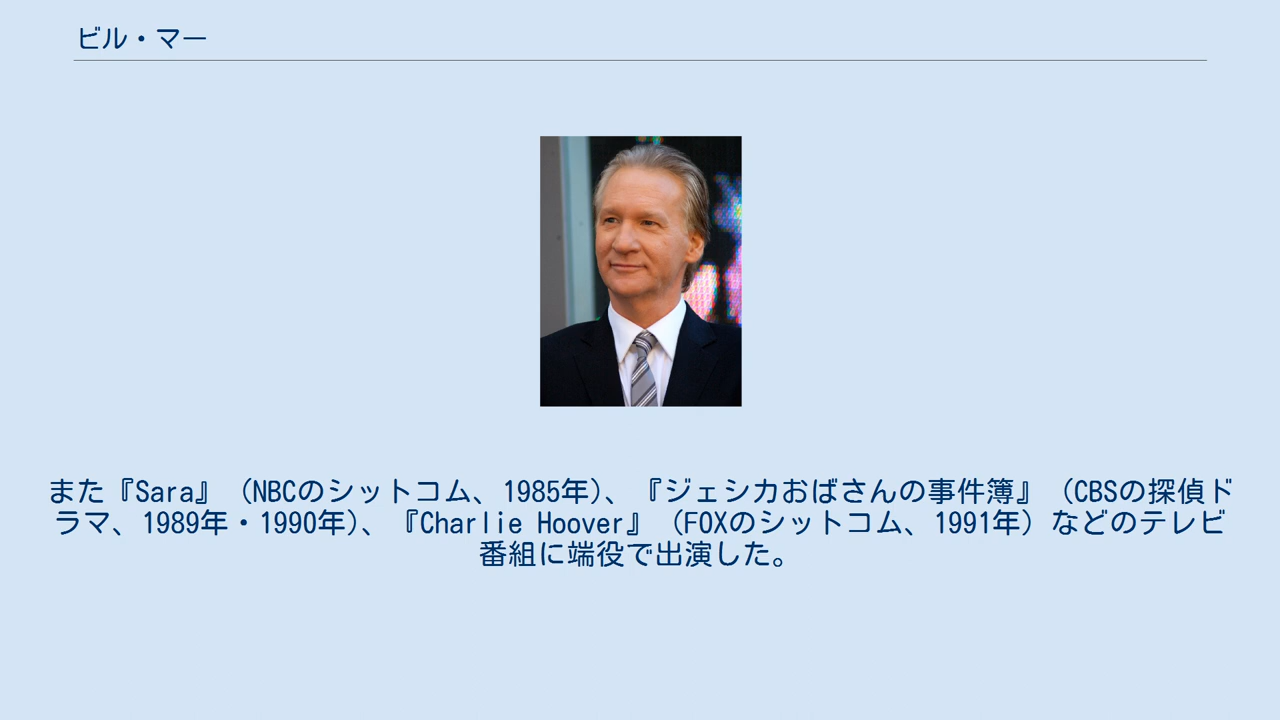 ビル・マー
また『Sara』（NBCのシットコム、1985年）、『ジェシカおばさんの事件簿』（CBSの探偵ド
ラマ、1989年・1990年）、『Charlie Hoover』（FOXのシットコム、1991年）などのテレビ
番組に端役で出演した。